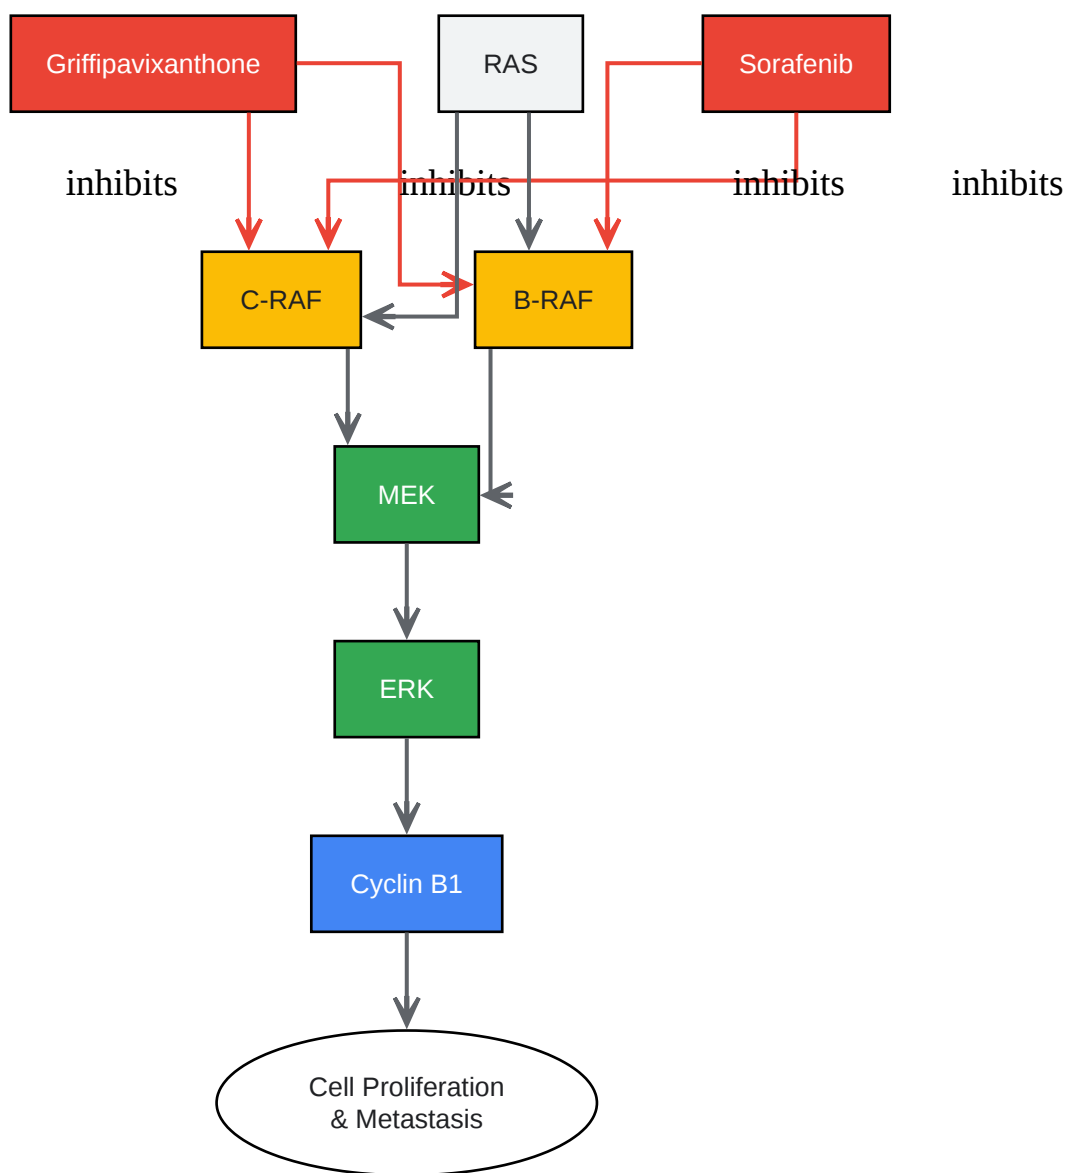 Griffipavixanthone
RAS
Sorafenib
inhibits
inhibits
inhibits
inhibits
C-RAF
B-RAF
MEK
ERK
Cyclin B1
Cell Proliferation
& Metastasis